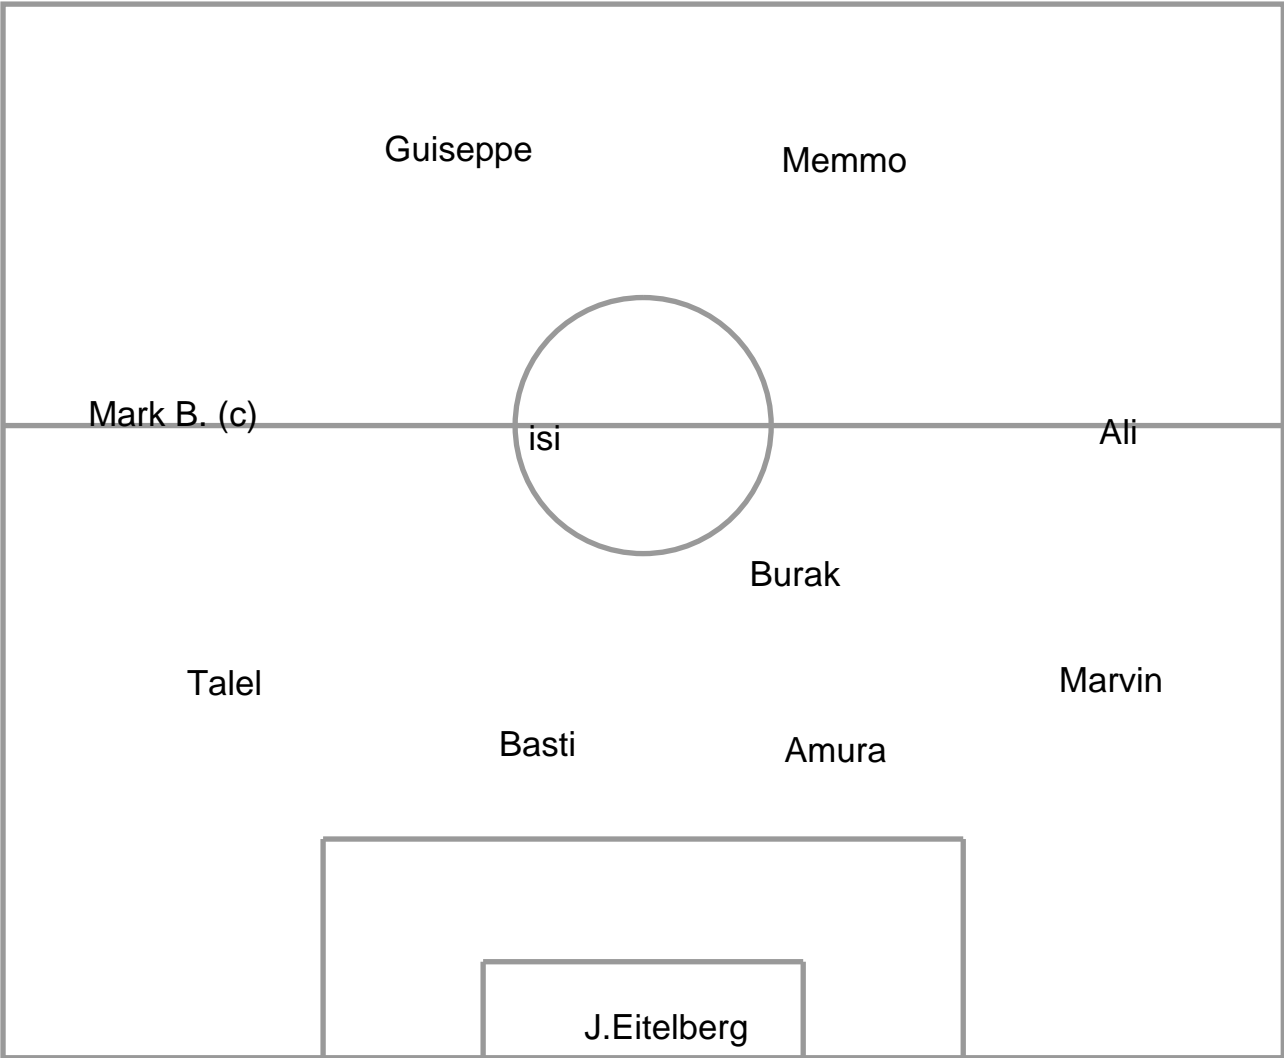 Guiseppe
Memmo
Mark B. (c)
isi
Ali
Burak
Talel
Marvin
Basti
Amura
J.Eitelberg